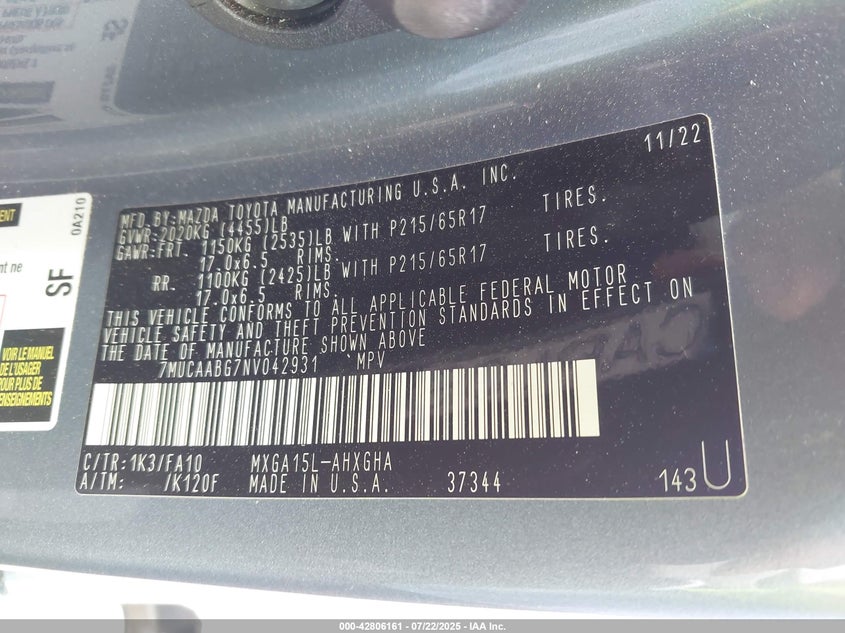 11/22
MFD BY:MAZDA TOYOTA MANUFACTURING U.S.A. INC.
GVWR:2020KG (4455)LB
GAWR:FRT. 1150KG (2535)LB WITH P215/65R17 TIRES.
17.0x6.5 RIMS.
RR. 1100KG (2425)LB WITH P215/65R17 TIRES.
17.0x6.5 RIMS.
THIS VEHICLE CONFORMS TO ALL APPLICABLE FEDERAL MOTOR
VEHICLE SAFETY AND THEFT PREVENTION STANDARDS IN EFFECT ON
THE DATE OF MANUFACTURE SHOWN ABOVE
7MUCAABG7NV042931 `MPV
C/TR:1K3/FA10 MXGA15L-AHXGHA
A/TM: /K120F MADE IN U.S.A. 37344 143 U
0A210
SF
VOIR LE MANUEL
DE L'USAGER
POUR PLUS DE
RENSEIGNEMENTS
000-42806161 - 07/22/2025 - IAA Inc.